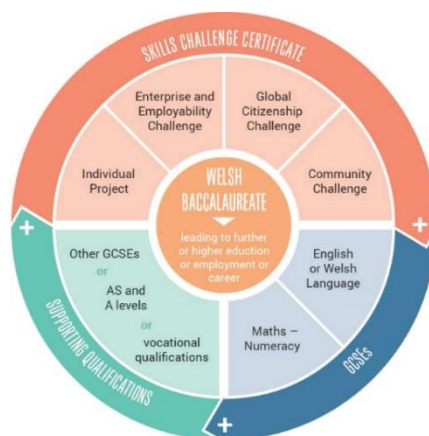 SKILLS CHALLENGE CERTIFICATE
Enterprise and
Employability
Challenge
Global
Citizenship
Challenge
Individual
Project
Community
Challenge
WELSH
BACCALAUREATE
leading to further
or higher eduction
or employment or
career
Other GCSEs
or
AS and
A levels
or
vocational
qualifications
English
or Welsh
Language
Maths –
Numeracy
SUPPORTING QUALIFICATIONS
GCSEs
+
+
+